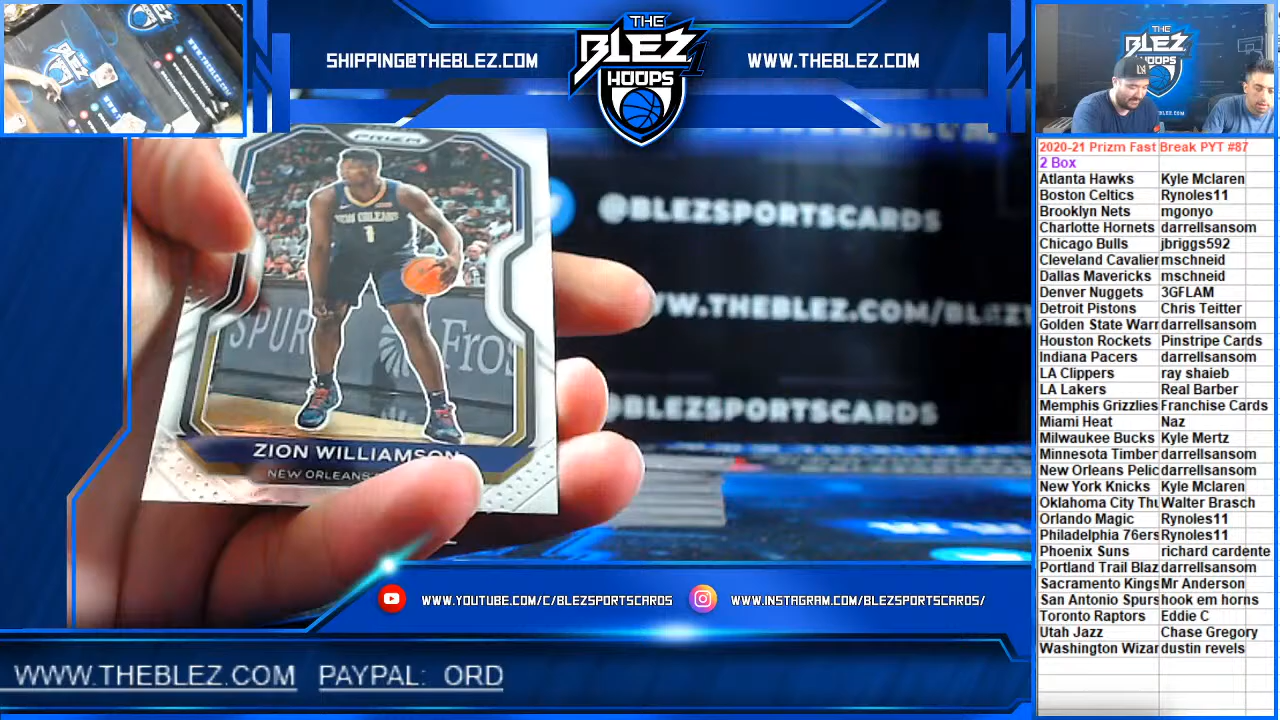 SHIPPING@THEBLEZ.COM
THE
BLEZ
HOOPS
WWW.THEBLEZ.COM
PRIZM
NEW ORLEANS
1
SPUR
Fros
ZION WILLIAMSON
NEW ORLEANS
@BLEZSPORTSCARDS
WWW.THEBLEZ.COM/BLEZ1
@BLEZSPORTSCARDS
THE
BLEZ
HOOPS
2020-21 Prizm Fast Break PYT #87
2 Box
Atlanta Hawks Kyle Mclaren
Boston Celtics Rynoles11
Brooklyn Nets mgonyo
Charlotte Hornets darrellsansom
Chicago Bulls jbriggs592
Cleveland Cavalier mschneid
Dallas Mavericks mschneid
Denver Nuggets 3GFLAM
Detroit Pistons Chris Teitter
Golden State Warr darrellsansom
Houston Rockets Pinstripe Cards
Indiana Pacers darrellsansom
LA Clippers ray shaieb
LA Lakers Real Barber
Memphis Grizzlies Franchise Cards
Miami Heat Naz
Milwaukee Bucks Kyle Mertz
Minnesota Timber darrellsansom
New Orleans Pelic darrellsansom
New York Knicks Kyle Mclaren
Oklahoma City Thu Walter Brasch
Orlando Magic Rynoles11
Philadelphia 76ers Rynoles11
Phoenix Suns richard cardente
Portland Trail Blaz darrellsansom
Sacramento Kings Mr Anderson
San Antonio Spurs hook em horns
Toronto Raptors Eddie C
Utah Jazz Chase Gregory
Washington Wizar dustin revels
WWW.YOUTUBE.COM/C/BLEZSPORTSCARDS
WWW.INSTAGRAM.COM/BLEZSPORTSCARDS/
WWW.THEBLEZ.COM PAYPAL: ORD